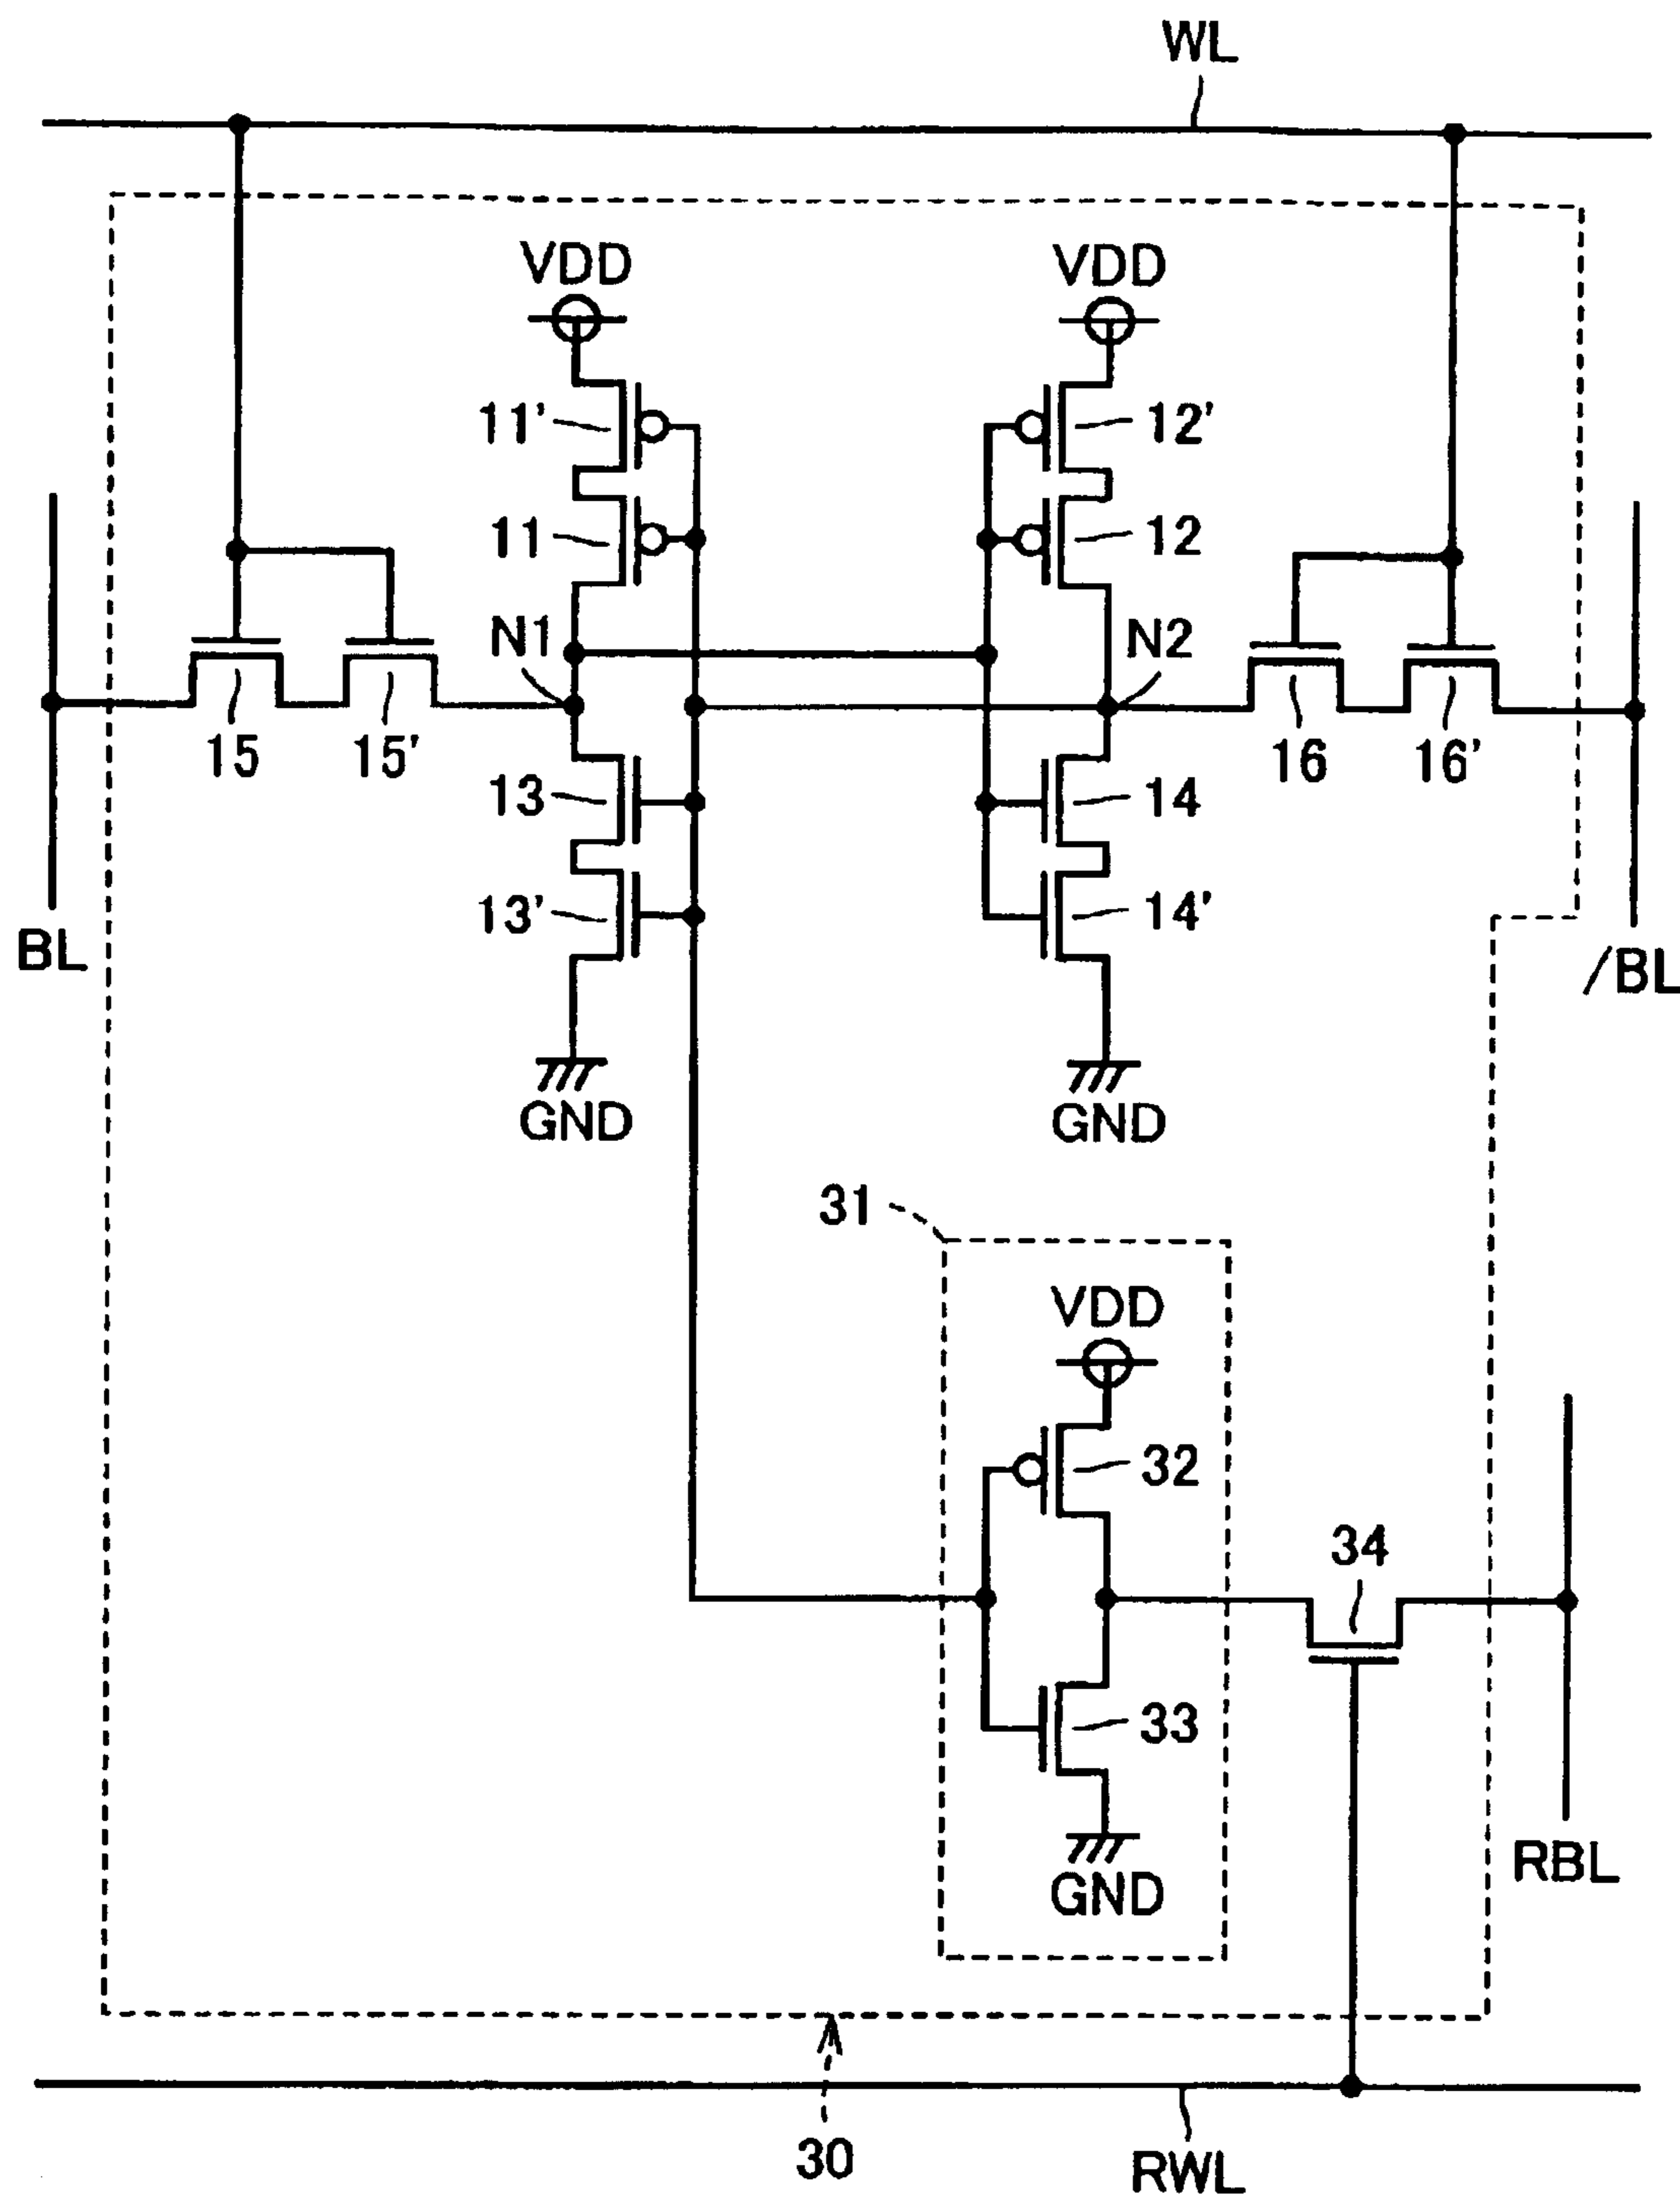 WL
VDD
VDD
11'
12'
11
12
N1
N2
15
15'
16
16'
13
14
13'
14'
BL
/BL
GND
GND
31
VDD
32
34
33
RBL
GND
30
RWL